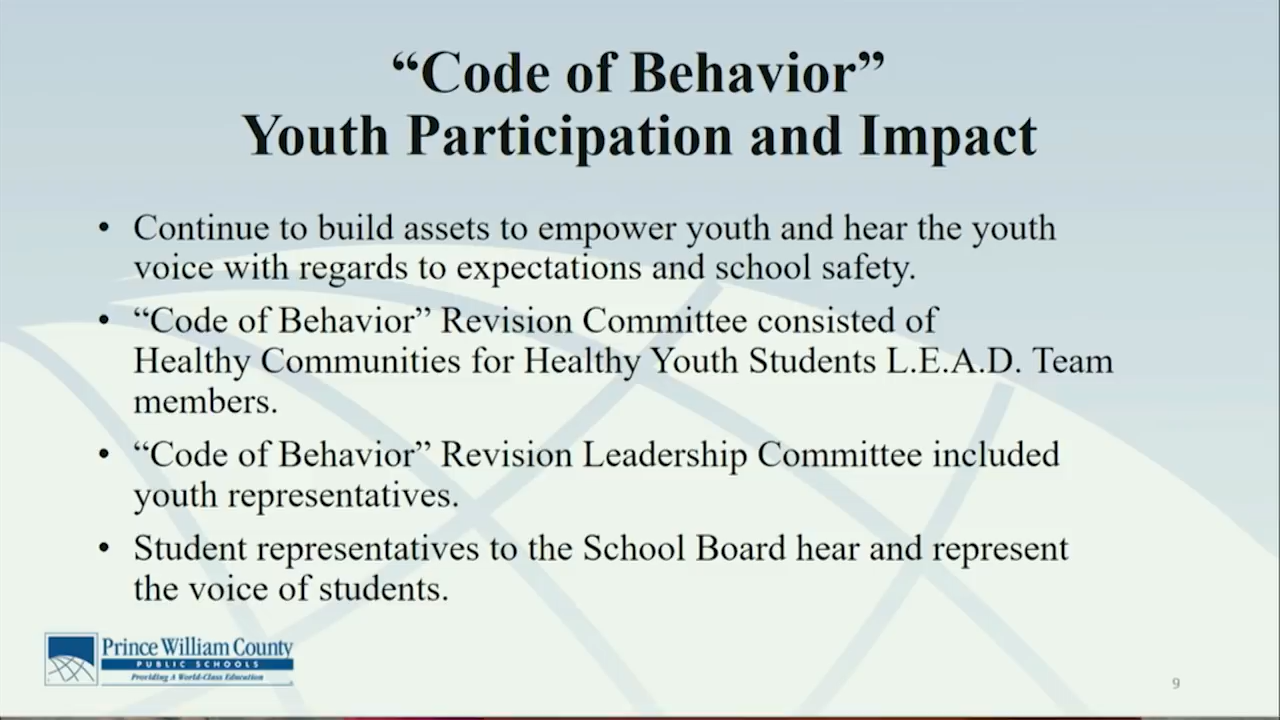 “Code of Behavior”
Youth Participation and Impact
• Continue to build assets to empower youth and hear the youth
voice with regards to expectations and school safety.
• “Code of Behavior” Revision Committee consisted of
Healthy Communities for Healthy Youth Students L.E.A.D. Team
members.
• “Code of Behavior” Revision Leadership Committee included
youth representatives.
• Student representatives to the School Board hear and represent
the voice of students.
Prince William County
PUBLIC SCHOOLS
Providing A World-Class Education
9